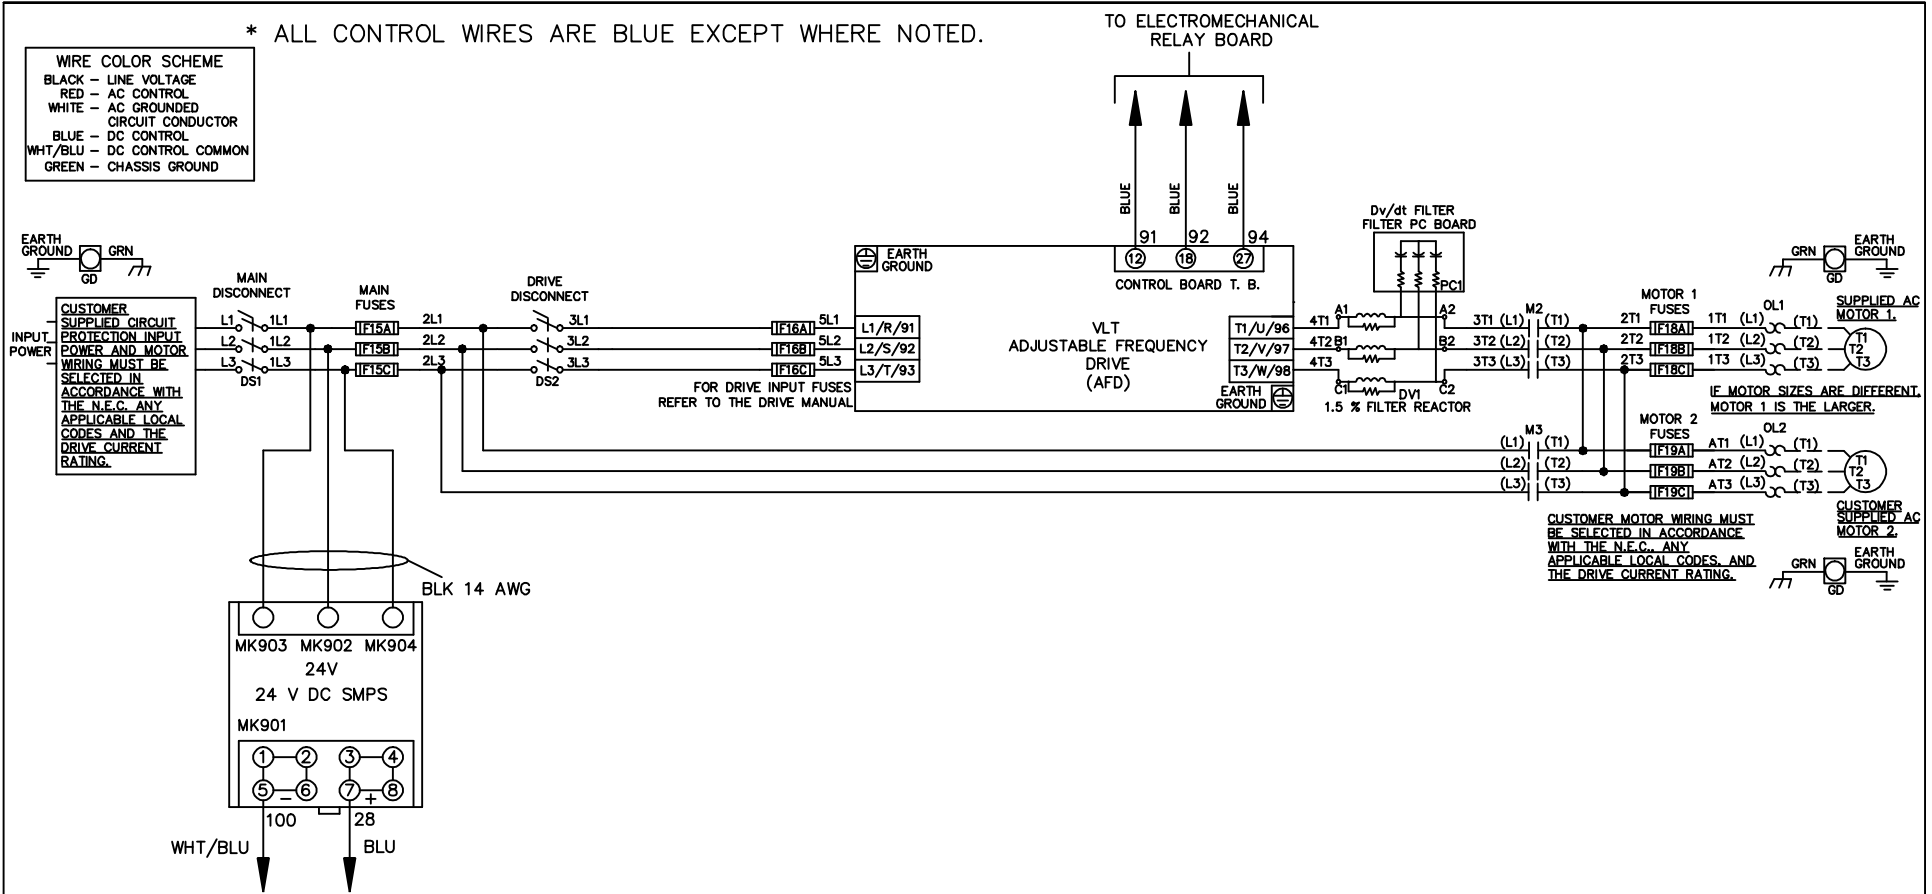 * ALL CONTROL WIRES ARE BLUE EXCEPT WHERE NOTED.
WIRE COLOR SCHEME
BLACK – LINE VOLTAGE
RED – AC CONTROL
WHITE – AC GROUNDED
CIRCUIT CONDUCTOR
BLUE – DC CONTROL
WHT/BLU – DC CONTROL COMMON
GREEN – CHASSIS GROUND
TO ELECTROMECHANICAL
RELAY BOARD
BLUE
BLUE
BLUE
91
92
94
12
18
27
CONTROL BOARD T. B.
EARTH
GROUND
GRN
GD
INPUT
POWER
CUSTOMER
SUPPLIED CIRCUIT
PROTECTION INPUT
POWER AND MOTOR
WIRING MUST BE
SELECTED IN
ACCORDANCE WITH
THE N.E.C. ANY
APPLICABLE LOCAL
CODES AND THE
DRIVE CURRENT
RATING.
MAIN
DISCONNECT
L1
1L1
L2
1L2
L3
1L3
DS1
MAIN
FUSES
F15A
F15B
F15C
2L1
2L2
2L3
DRIVE
DISCONNECT
3L1
3L2
3L3
DS2
F16A
F16B
F16C
5L1
5L2
5L3
FOR DRIVE INPUT FUSES
REFER TO THE DRIVE MANUAL
EARTH
GROUND
L1/R/91
L2/S/92
L3/T/93
VLT
ADJUSTABLE FREQUENCY
DRIVE
(AFD)
T1/U/96
T2/V/97
T3/W/98
EARTH
GROUND
4T1
4T2
4T3
Dv/dt FILTER
FILTER PC BOARD
PC1
A1
A2
B1
B2
C1
C2
DV1
1.5 % FILTER REACTOR
M2
3T1 (L1) (T1)
3T2 (L2) (T2)
3T3 (L3) (T3)
MOTOR 1
FUSES
2T1
2T2
2T3
F18A
F18B
F18C
1T1 (L1)
1T2 (L2)
1T3 (L3)
OL1
(T1)
(T2)
(T3)
GRN
GD
EARTH
GROUND
SUPPLIED AC
MOTOR 1.
T1
T2
T3
IF MOTOR SIZES ARE DIFFERENT,
MOTOR 1 IS THE LARGER.
M3
(L1) (T1)
(L2) (T2)
(L3) (T3)
MOTOR 2
FUSES
F19A
F19B
F19C
AT1 (L1)
AT2 (L2)
AT3 (L3)
OL2
(T1)
(T2)
(T3)
T1
T2
T3
CUSTOMER
SUPPLIED AC
MOTOR 2.
CUSTOMER MOTOR WIRING MUST
BE SELECTED IN ACCORDANCE
WITH THE N.E.C., ANY
APPLICABLE LOCAL CODES, AND
THE DRIVE CURRENT RATING.
GRN
GD
EARTH
GROUND
BLK 14 AWG
MK903 MK902 MK904
24V
24 V DC SMPS
MK901
1 2 3 4
5 6 7 8
– +
100
28
WHT/BLU
BLU